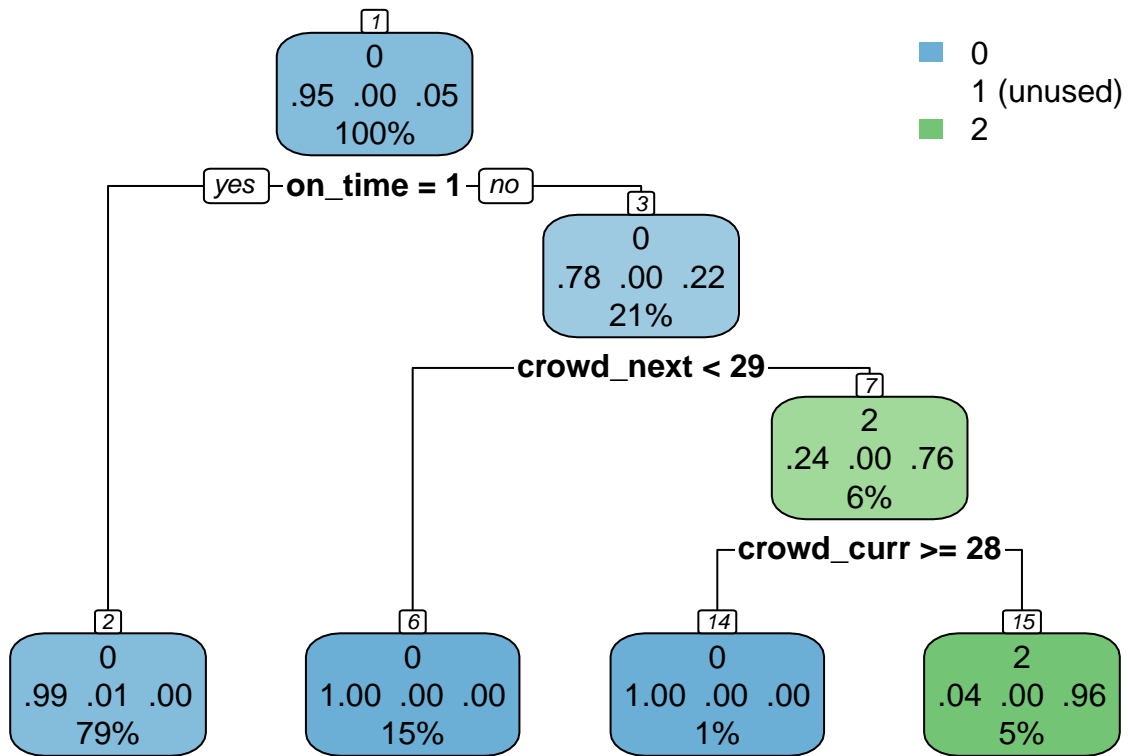 1
0
.95 .00 .05
100%
0
1 (unused)
2
yes on_time = 1 no
3
0
.78 .00 .22
21%
crowd_next < 29
7
2
.24 .00 .76
6%
crowd_curr >= 28
2
0
.99 .01 .00
79%
6
0
1.00 .00 .00
15%
14
0
1.00 .00 .00
1%
15
2
.04 .00 .96
5%